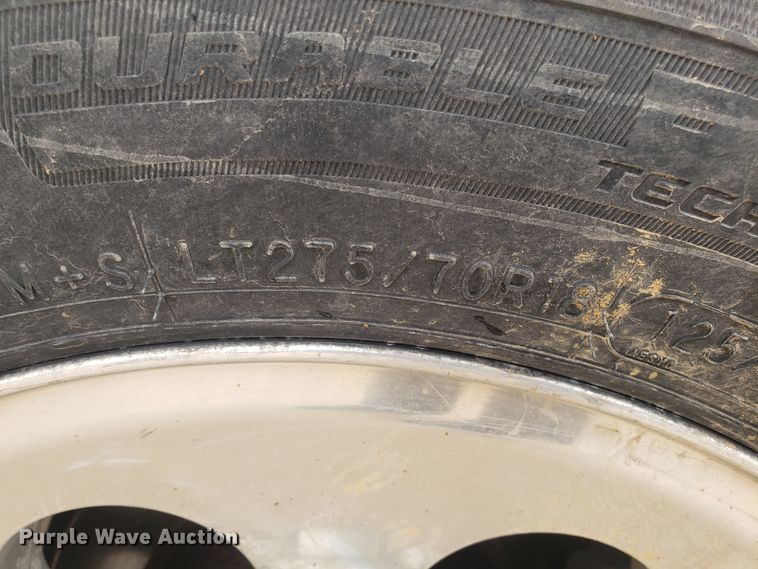 DURABLE
TECH
M+S LT275/70R18 125/
Purple Wave Auction